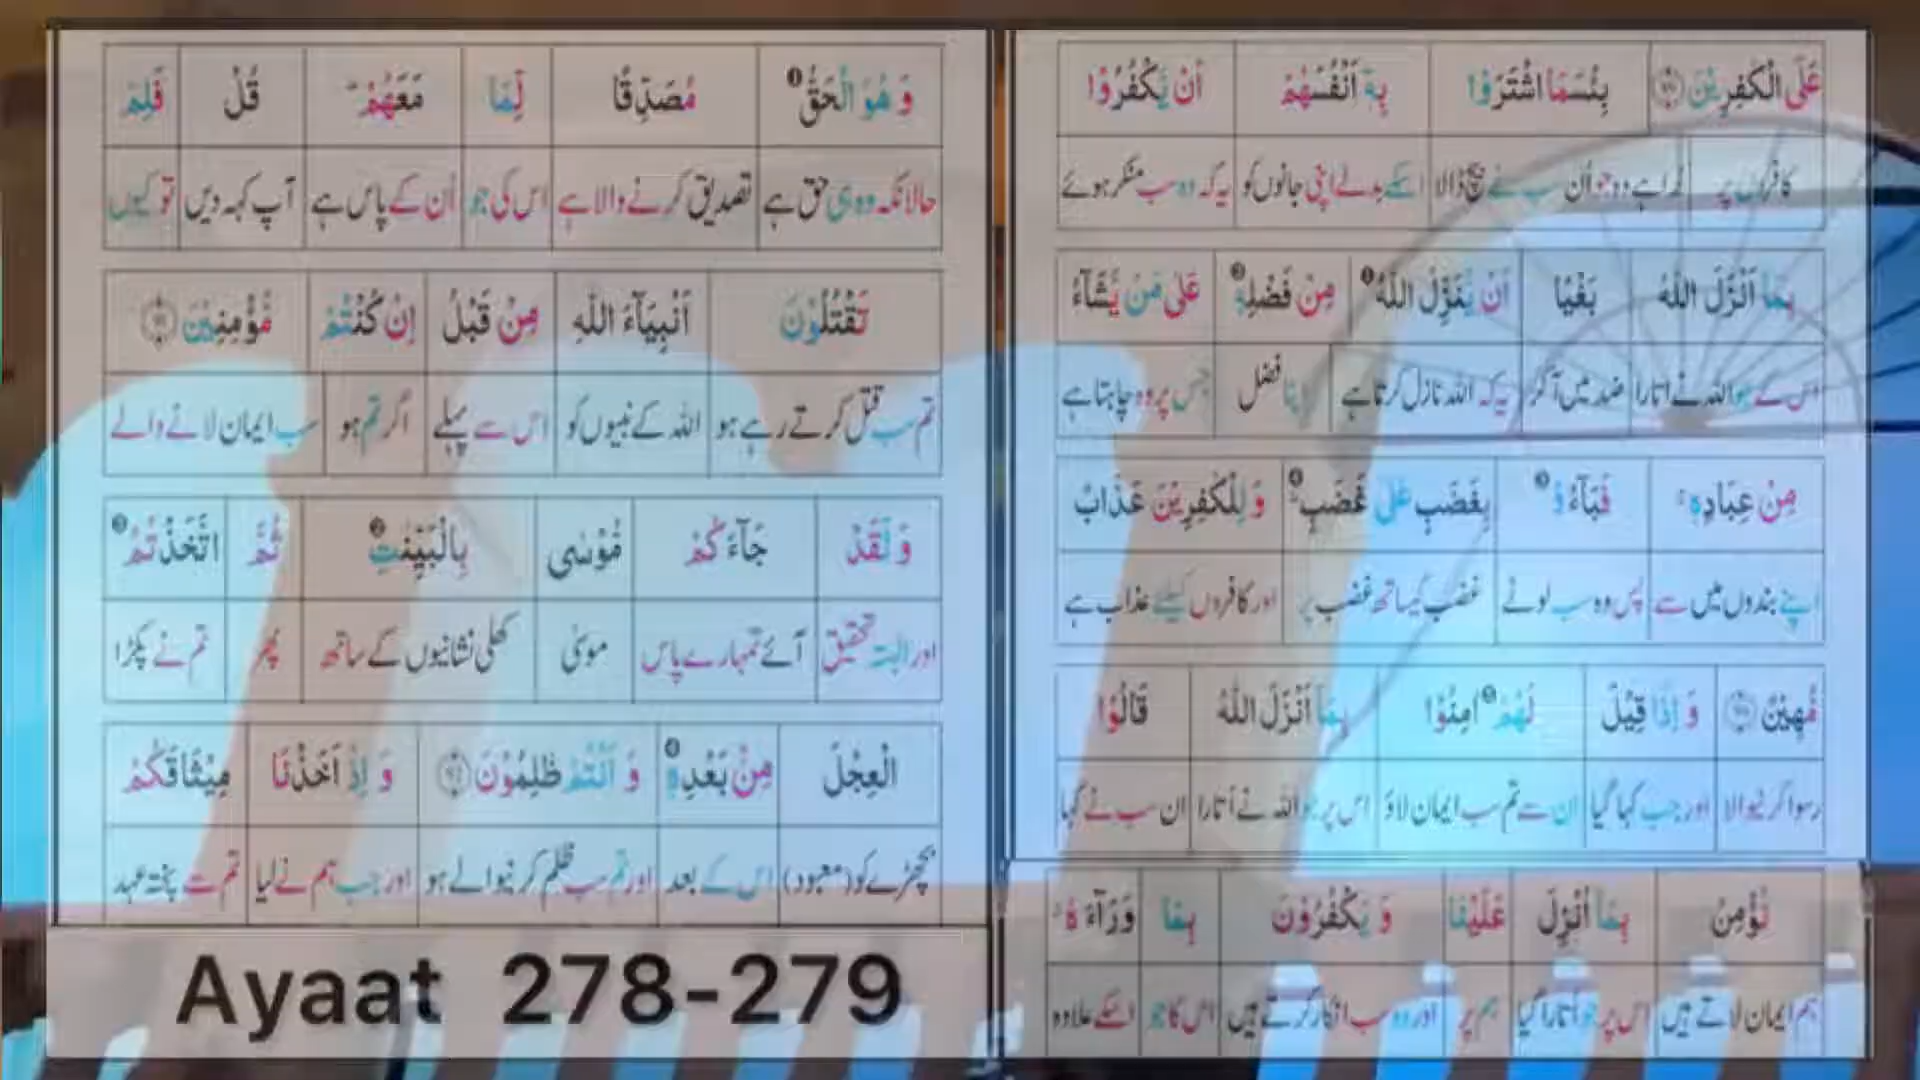 عَلَى الْكٰفِرِيْنَ ﴿٨٩﴾ بِئْسَمَا اشْتَرَوْا بِهٖۤ اَنْفُسَهُمْ اَنْ يَّكْفُرُوْا
کافروں پر بُرا ہے وہ جو اُن سب نے بیچ ڈالا اسکے بدلے اپنی جانوں کو یہ کہ وہ سب منکر ہوئے
بِمَاۤ اَنْزَلَ اللّٰهُ بَغْيًا اَنْ يُّنَزِّلَ اللّٰهُ مِنْ فَضْلِهٖ عَلٰى مَنْ يَّشَآءُ
اس کے جو اللہ نے اتارا ضد میں آکر یہ کہ اللہ نازل کرتا ہے اپنا فضل جس پر وہ چاہتا ہے
مِنْ عِبَادِهٖ ۚ فَبَآءُوْ بِغَضَبٍ عَلٰى غَضَبٍ ؕ وَ لِلْكٰفِرِيْنَ عَذَابٌ
اپنے بندوں میں سے پس وہ سب لوٹے غضب کیساتھ غضب پر اور کافروں کیلئے عذاب ہے
مُّهِيْنٌ ﴿٩٠﴾ وَ اِذَا قِيْلَ لَهُمْ اٰمِنُوْا بِمَاۤ اَنْزَلَ اللّٰهُ قَالُوْا
رسوا کرنیوالا اور جب کہا گیا ان سے تم سب ایمان لاؤ اس پر جو اللہ نے اُتارا ان سب نے کہا
نُؤْمِنُ بِمَاۤ اُنْزِلَ عَلَيْنَا وَ يَكْفُرُوْنَ بِمَا وَرَآءَهٗ ۗ
ہم ایمان لاتے ہیں اس پر جو اُتارا گیا ہم پر اور وہ سب انکار کرتے ہیں اس کا جو اسکے علاوہ
وَ هُوَ الْحَقُّ مُصَدِّقًا لِّمَا مَعَهُمْ ؕ قُلْ فَلِمَ
حالانکہ وہ ہی حق ہے تصدیق کرنے والا ہے اس کی جو اُن کے پاس ہے آپ کہہ دیں تو کیوں
تَقْتُلُوْنَ اَنْۢبِيَآءَ اللّٰهِ مِنْ قَبْلُ اِنْ كُنْتُمْ مُّؤْمِنِيْنَ ﴿٩١﴾
تم سب قتل کرتے رہے ہو اللہ کے نبیوں کو اس سے پہلے اگر تم ہو سب ایمان لانے والے
وَ لَقَدْ جَآءَكُمْ مُّوْسٰى بِالْبَيِّنٰتِ ثُمَّ اتَّخَذْتُمُ
اور البتہ تحقیق آئے تمہارے پاس موسیٰ کھلی نشانیوں کے ساتھ پھر تم نے پکڑا
الْعِجْلَ مِنْۢ بَعْدِهٖ وَ اَنْتُمْ ظٰلِمُوْنَ ﴿٩٢﴾ وَ اِذْ اَخَذْنَا مِيْثَاقَكُمْ
بچھڑے کو (معبود) اس کے بعد اور تم سب ظلم کرنیوالے ہو اور جب ہم نے لیا تم سے پختہ عہد
Ayaat 278-279